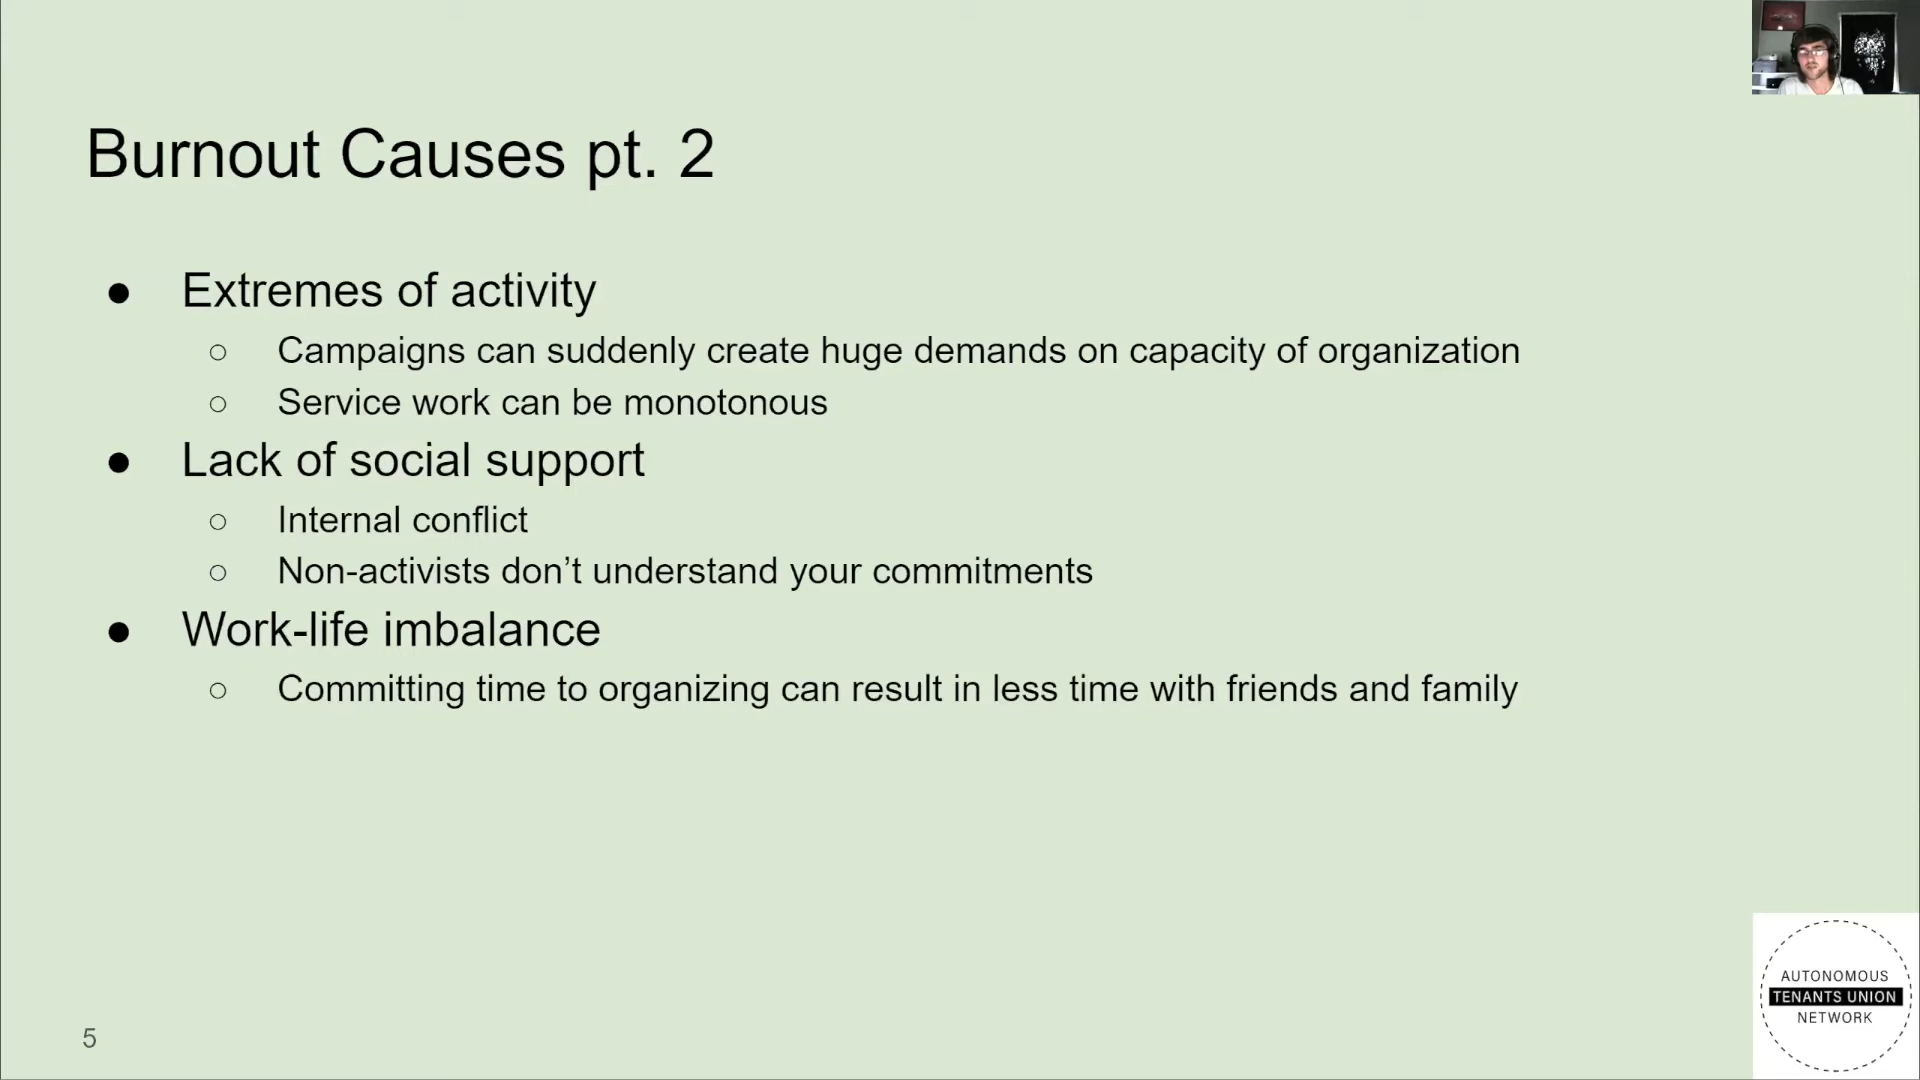 Burnout Causes pt. 2
● Extremes of activity
○ Campaigns can suddenly create huge demands on capacity of organization
○ Service work can be monotonous
● Lack of social support
○ Internal conflict
○ Non-activists don’t understand your commitments
● Work-life imbalance
○ Committing time to organizing can result in less time with friends and family
5
AUTONOMOUS
TENANTS UNION
NETWORK